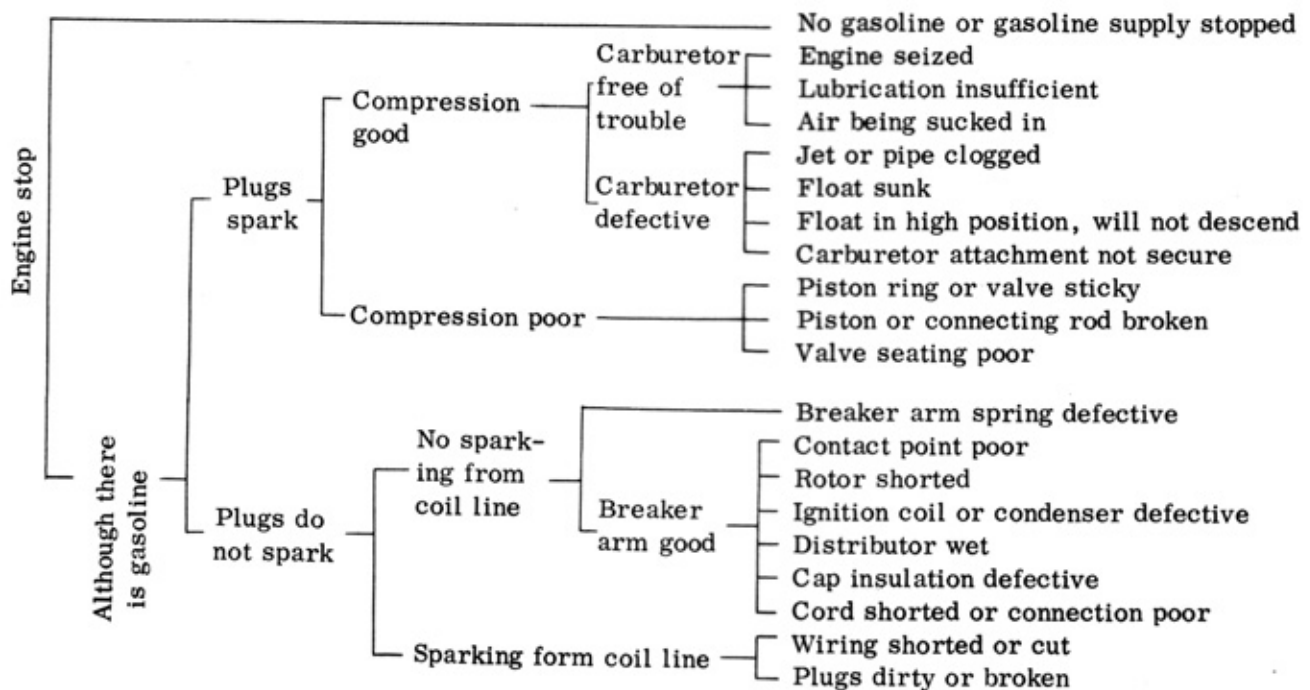 Engine stop
No gasoline or gasoline supply stopped
Although there
is gasoline
Plugs
spark
Compression
good
Carburetor
free of
trouble
Engine seized
Lubrication insufficient
Air being sucked in
Carburetor
defective
Jet or pipe clogged
Float sunk
Float in high position, will not descend
Carburetor attachment not secure
Compression poor
Piston ring or valve sticky
Piston or connecting rod broken
Valve seating poor
Plugs do
not spark
No spark-
ing from
coil line
Breaker arm spring defective
Breaker
arm good
Contact point poor
Rotor shorted
Ignition coil or condenser defective
Distributor wet
Cap insulation defective
Cord shorted or connection poor
Sparking form coil line
Wiring shorted or cut
Plugs dirty or broken